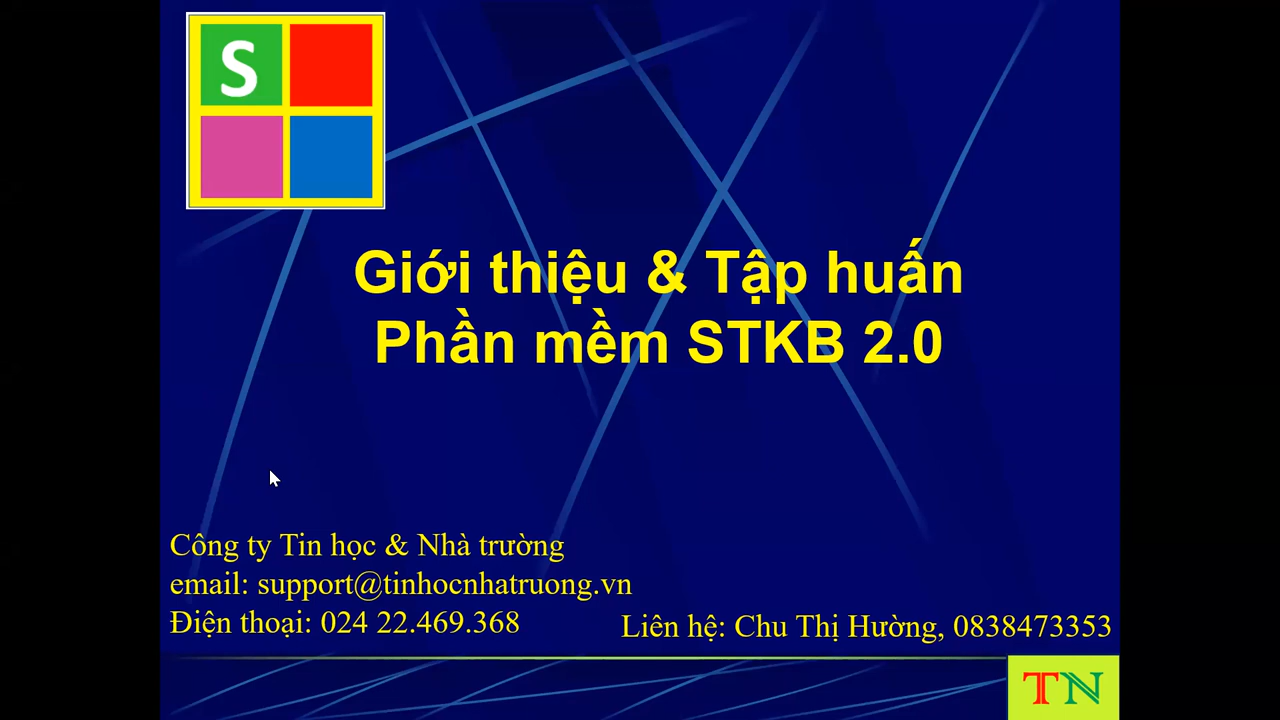 S
Giới thiệu & Tập huấn
Phần mềm STKB 2.0
Công ty Tin học & Nhà trường
email: support@tinhocnhatruong.vn
Điện thoại: 024 22.469.368
Liên hệ: Chu Thị Hường, 0838473353
TN